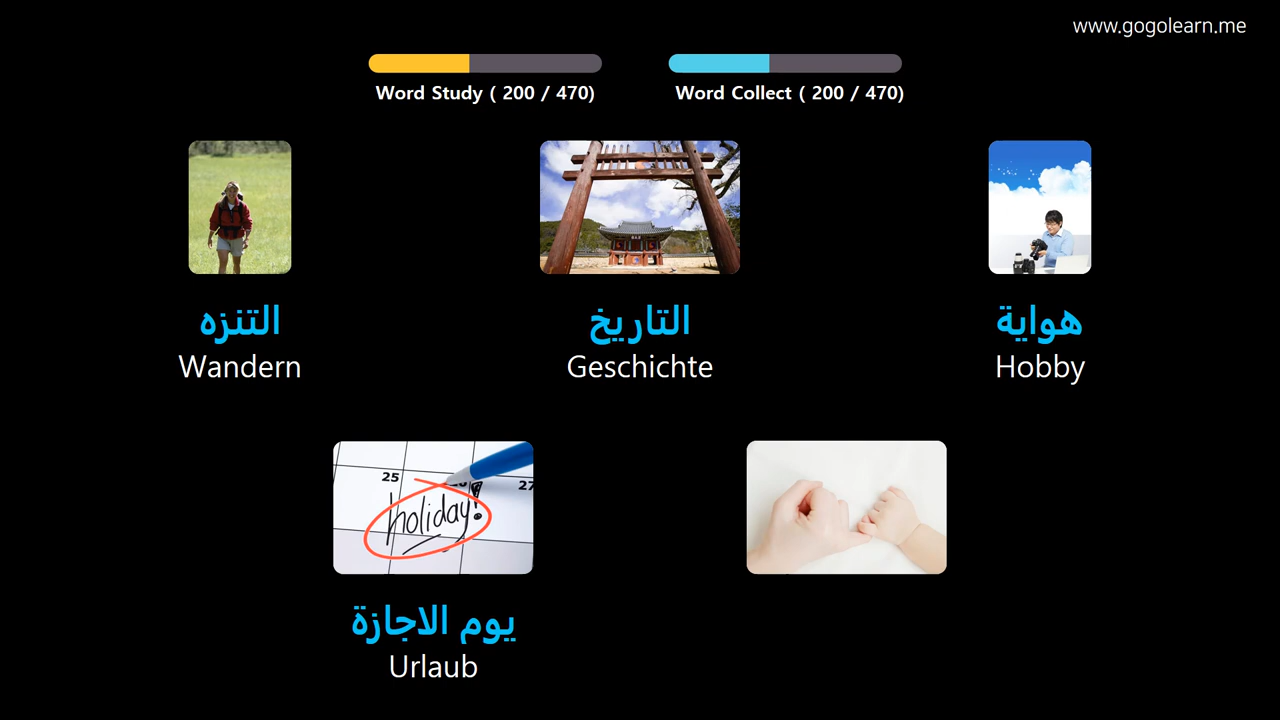 www.gogolearn.me
Word Study ( 200 / 470)
Word Collect ( 200 / 470)
التنزه
Wandern
التاريخ
Geschichte
هواية
Hobby
25
27
holiday!
يوم الاجازة
Urlaub